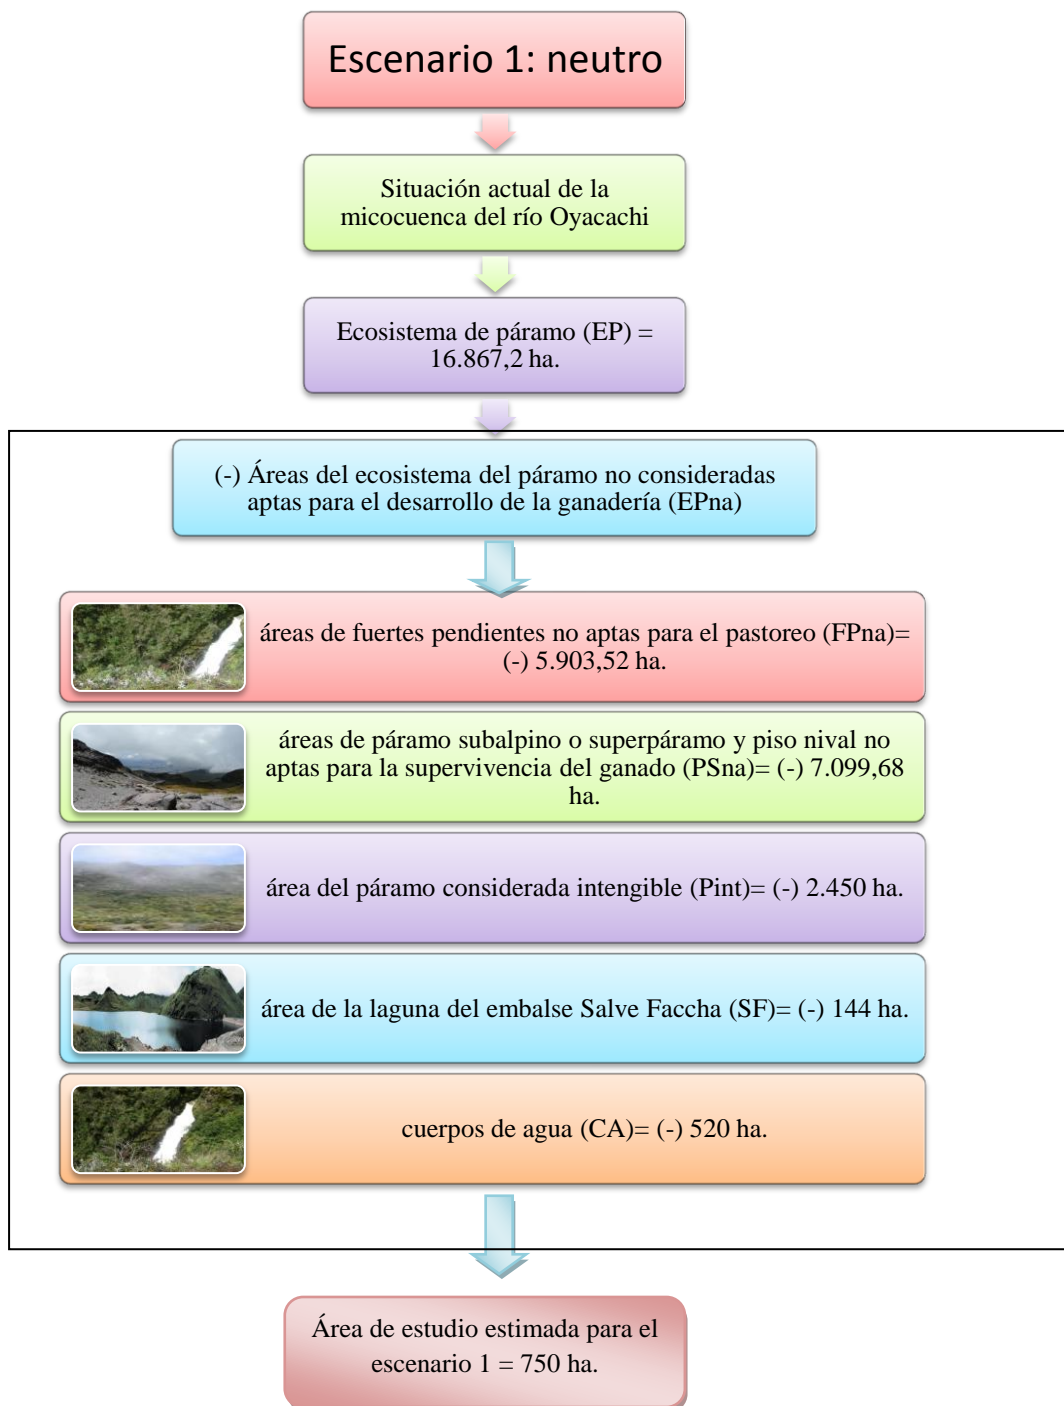 Escenario 1: neutro
Situación actual de la
micocuenca del río Oyacachi
Ecosistema de páramo (EP) =
16.867,2 ha.
(-) Áreas del ecosistema del páramo no consideradas
aptas para el desarrollo de la ganadería (EPna)
áreas de fuertes pendientes no aptas para el pastoreo (FPna)=
(-) 5.903,52 ha.
áreas de páramo subalpino o superpáramo y piso nival no
aptas para la supervivencia del ganado (PSna)= (-) 7.099,68
ha.
área del páramo considerada intengible (Pint)= (-) 2.450 ha.
área de la laguna del embalse Salve Faccha (SF)= (-) 144 ha.
cuerpos de agua (CA)= (-) 520 ha.
Área de estudio estimada para el
escenario 1 = 750 ha.